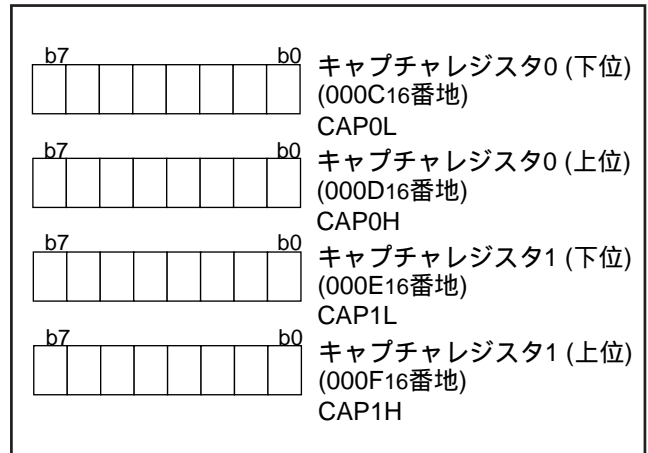 b7 b0
キャプチャレジスタ0 (下位)
(000C16番地)
CAP0L
b7 b0
キャプチャレジスタ0 (上位)
(000D16番地)
CAP0H
b7 b0
キャプチャレジスタ1 (下位)
(000E16番地)
CAP1L
b7 b0
キャプチャレジスタ1 (上位)
(000F16番地)
CAP1H